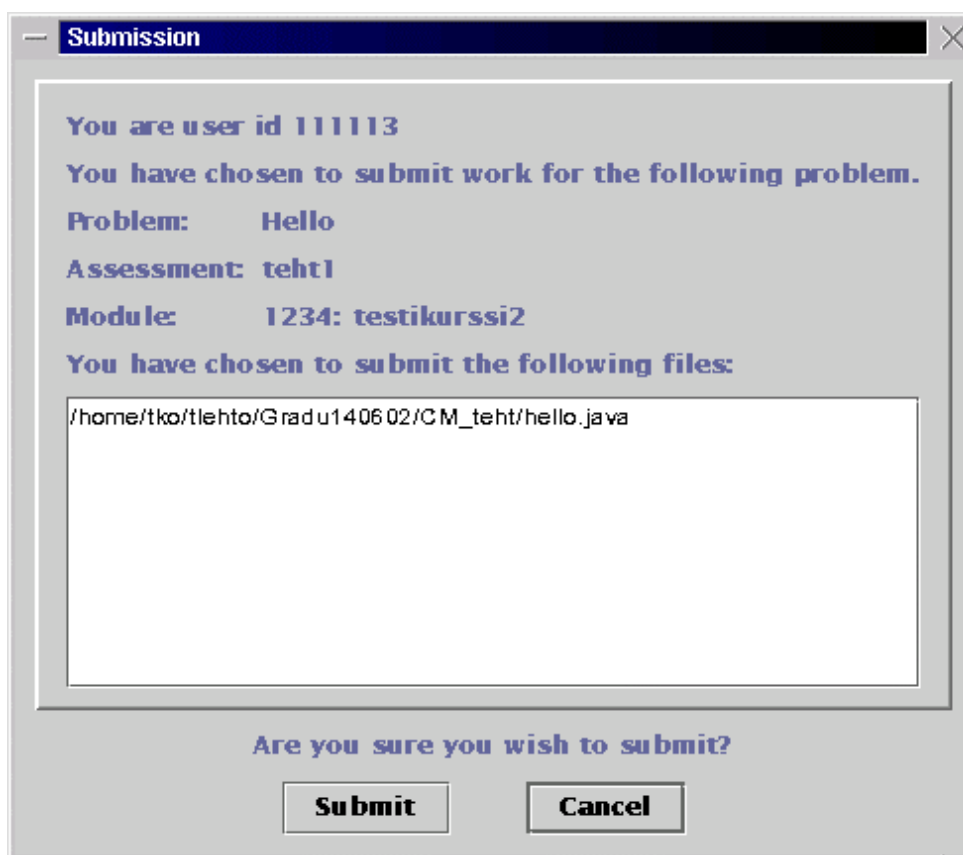 Submission
You are user id 111113
You have chosen to submit work for the following problem.
Problem: Hello
Assessment: teht1
Module: 1234: testikurssi2
You have chosen to submit the following files:
/home/tko/tlehto/Gradu140602/CM_teht/hello.java
Are you sure you wish to submit?
Submit Cancel